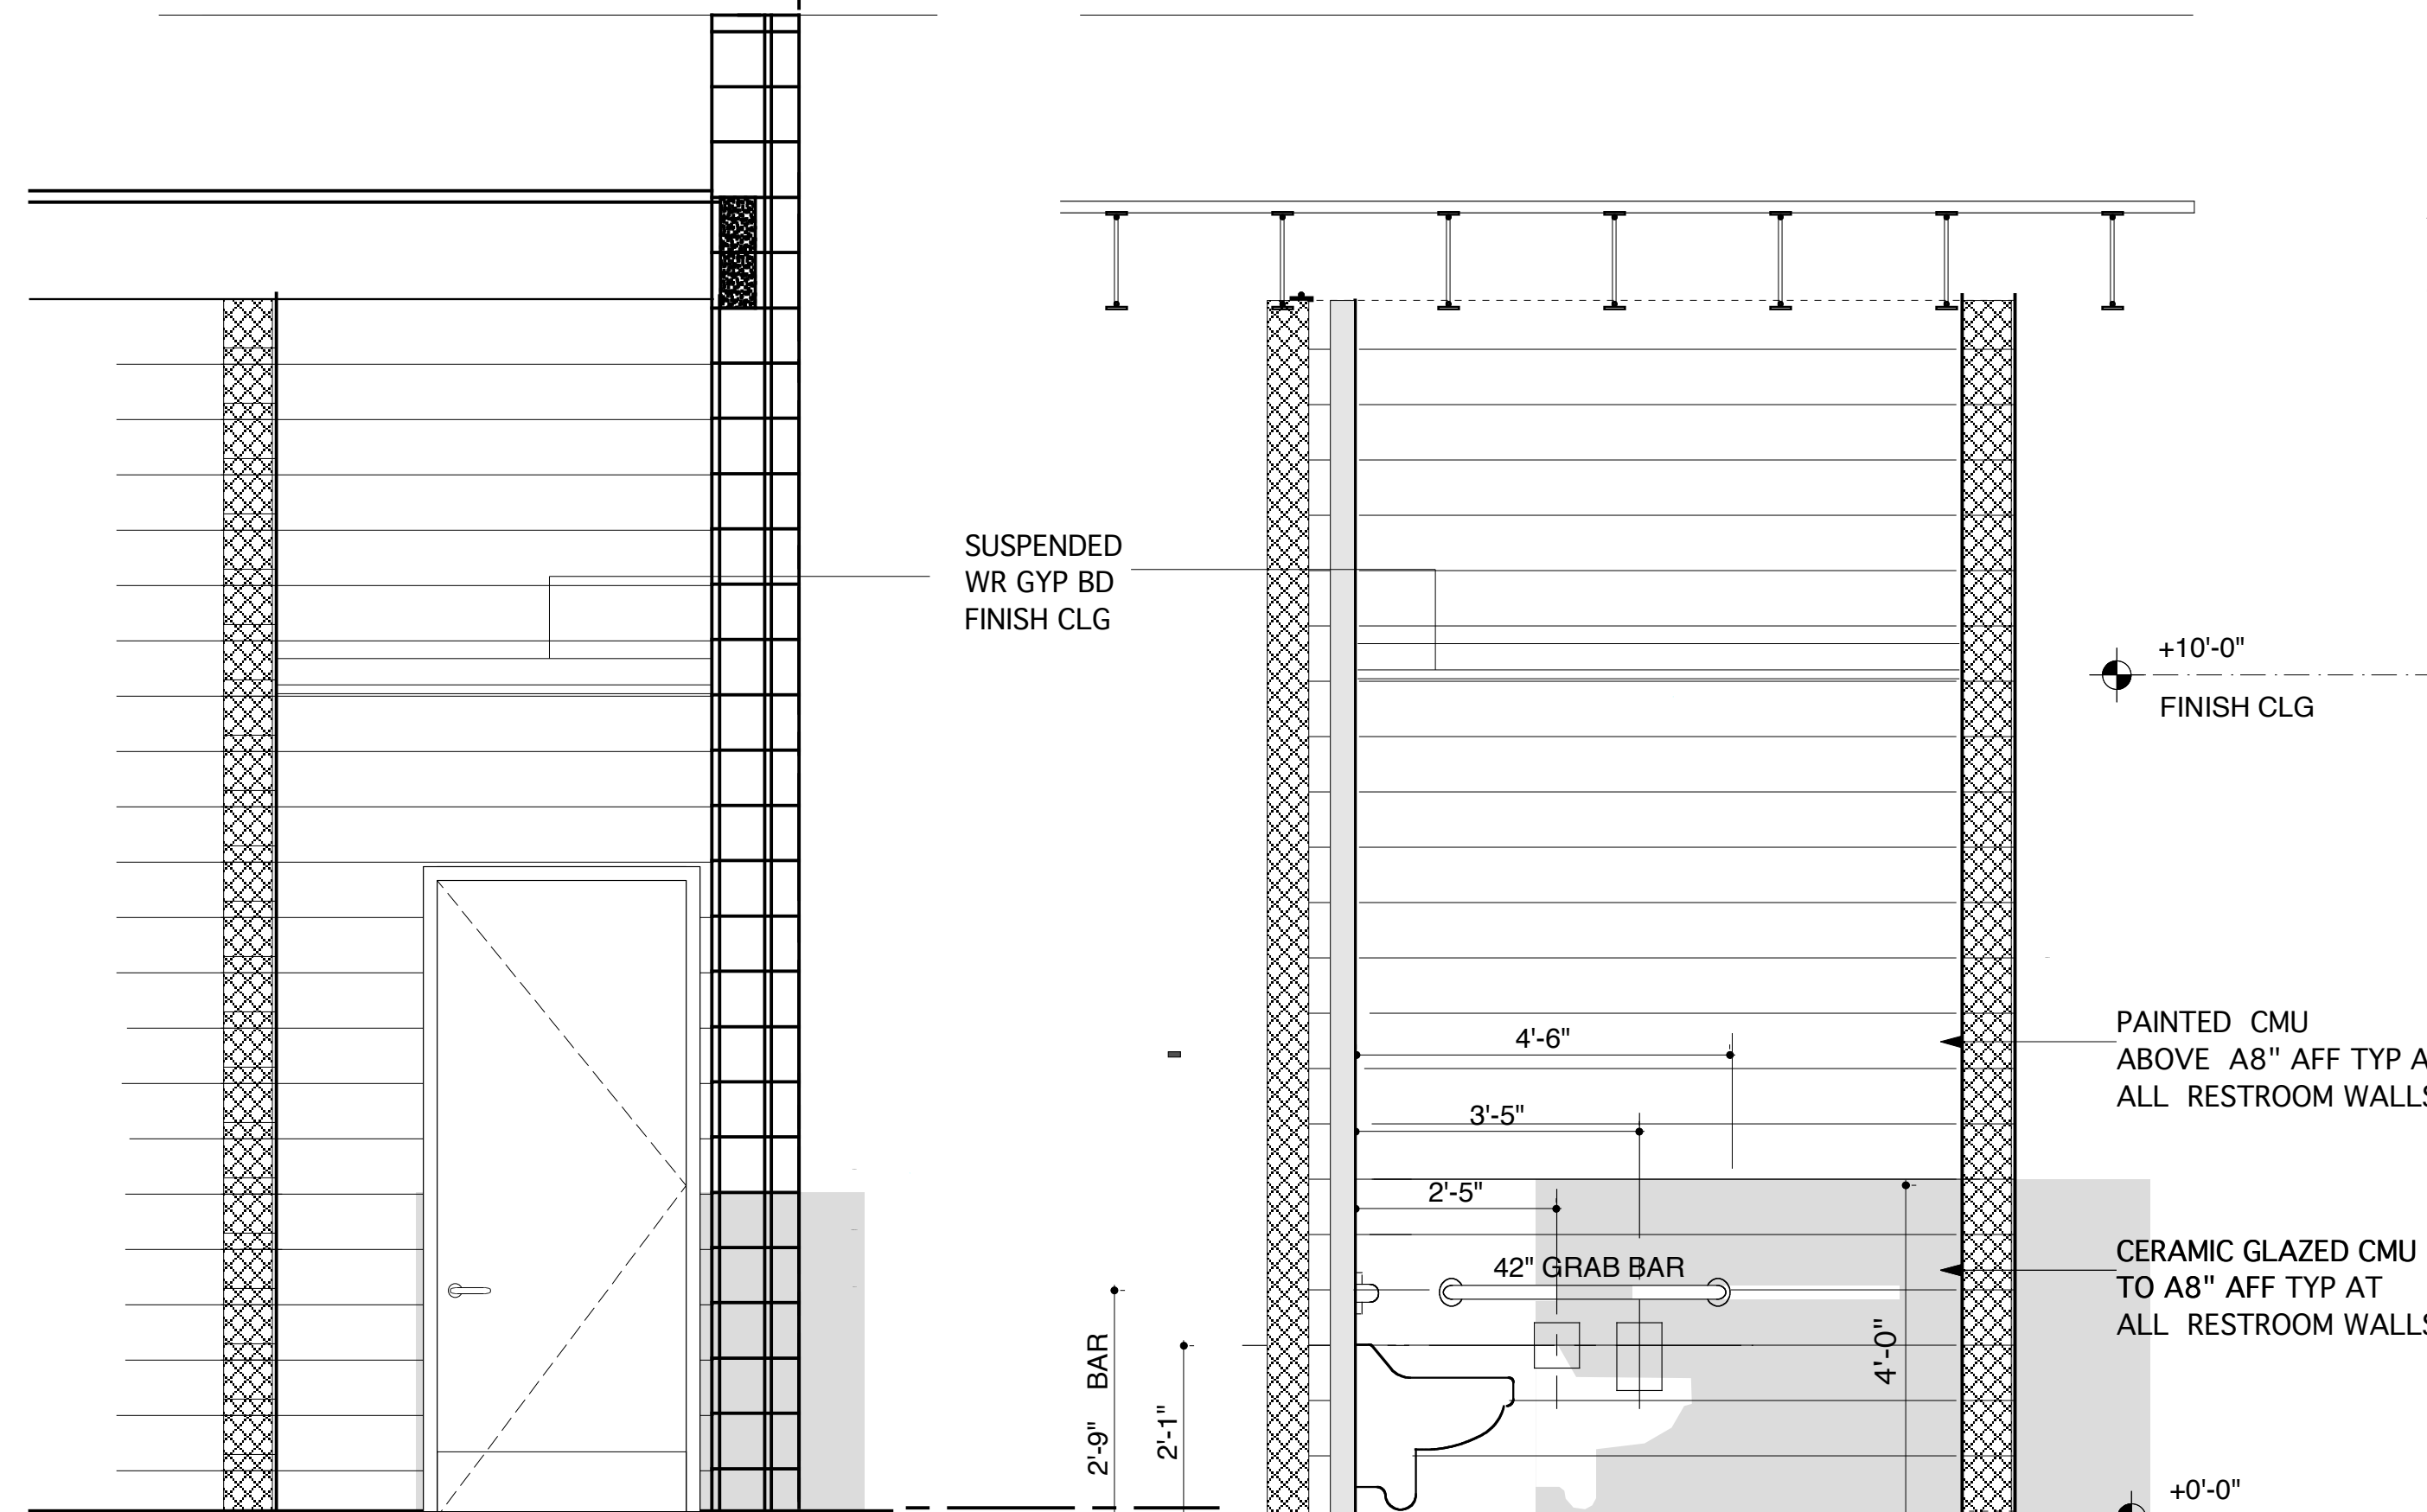 SUSPENDED
WR GYP BD
FINISH CLG
+10'-0"
FINISH CLG
4'-6"
PAINTED CMU
ABOVE A8" AFF TYP A
ALL RESTROOM WALLS
3'-5"
2'-5"
42" GRAB BAR
CERAMIC GLAZED CMU
TO A8" AFF TYP AT
ALL RESTROOM WALLS
2'-9" BAR
2'-1"
4'-0"
+0'-0"